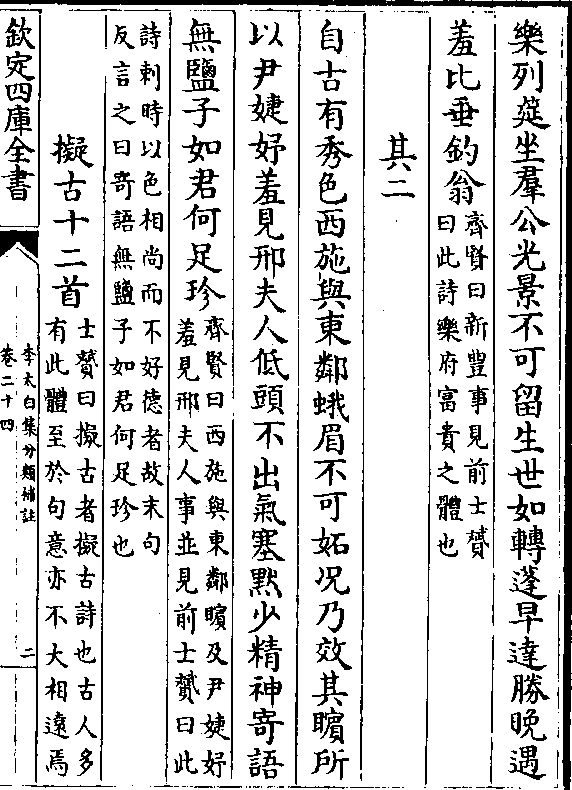 樂列筵坐羣公光景不可留生世如轉蓬早達勝晚遇
羞比垂釣翁齊賢曰新豐事見前士贇
曰此詩樂府富貴之體也
其二
自古有秀色西施與東鄰蛾眉不可妬况乃效其矉所
以尹婕妤羞見邢夫人低頭不出氣塞默少精神寄語
無鹽子如君何足珍齊賢曰西施與東鄰矉及尹婕妤
羞見邢夫人事並見前士贇曰此
詩刺時以色相尚而不好德者故末句
反言之曰寄語無鹽子如君何足珍也
擬古十二首士贇曰擬古者擬古詩也古人多
有此體至於句意亦不大相遠焉
欽定四庫全書
李太白集分類補註
卷二十四
二